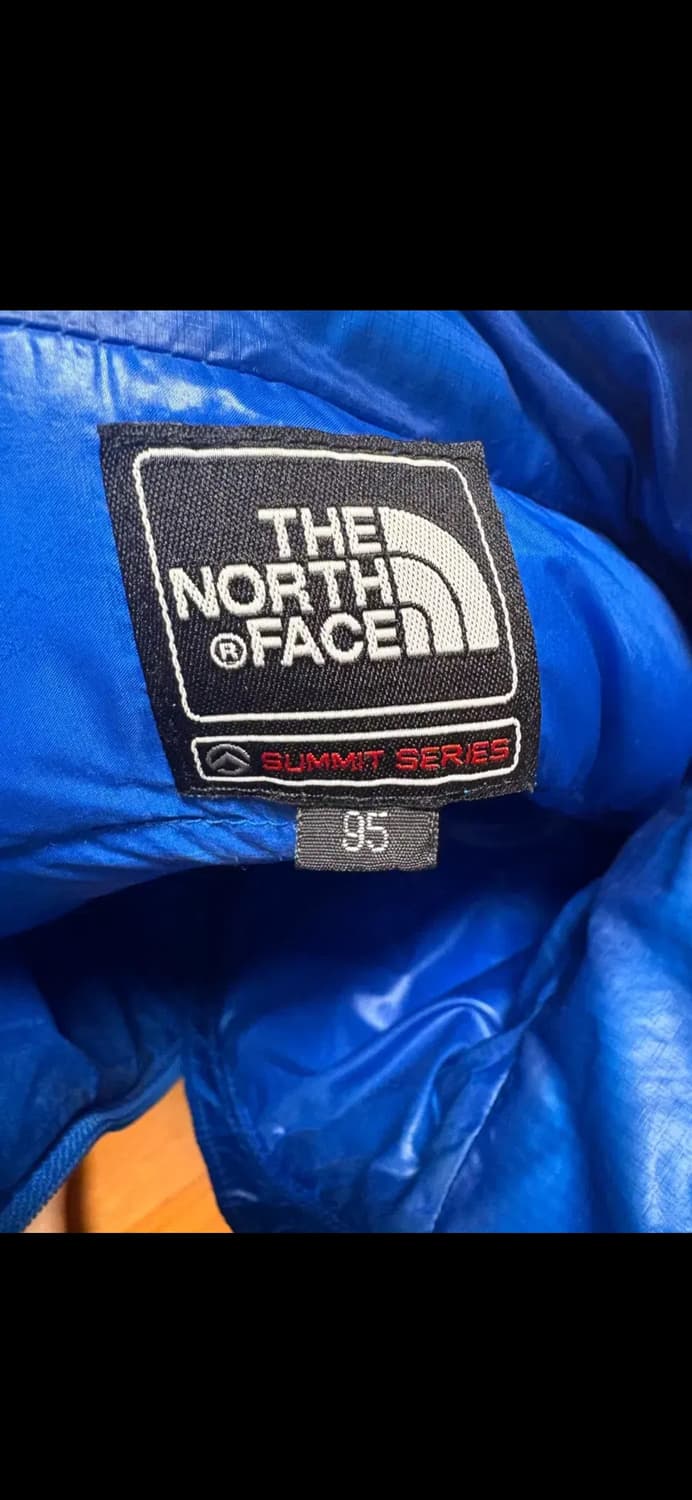 THE
NORTH
®FACE
SUMMIT SERIES
95